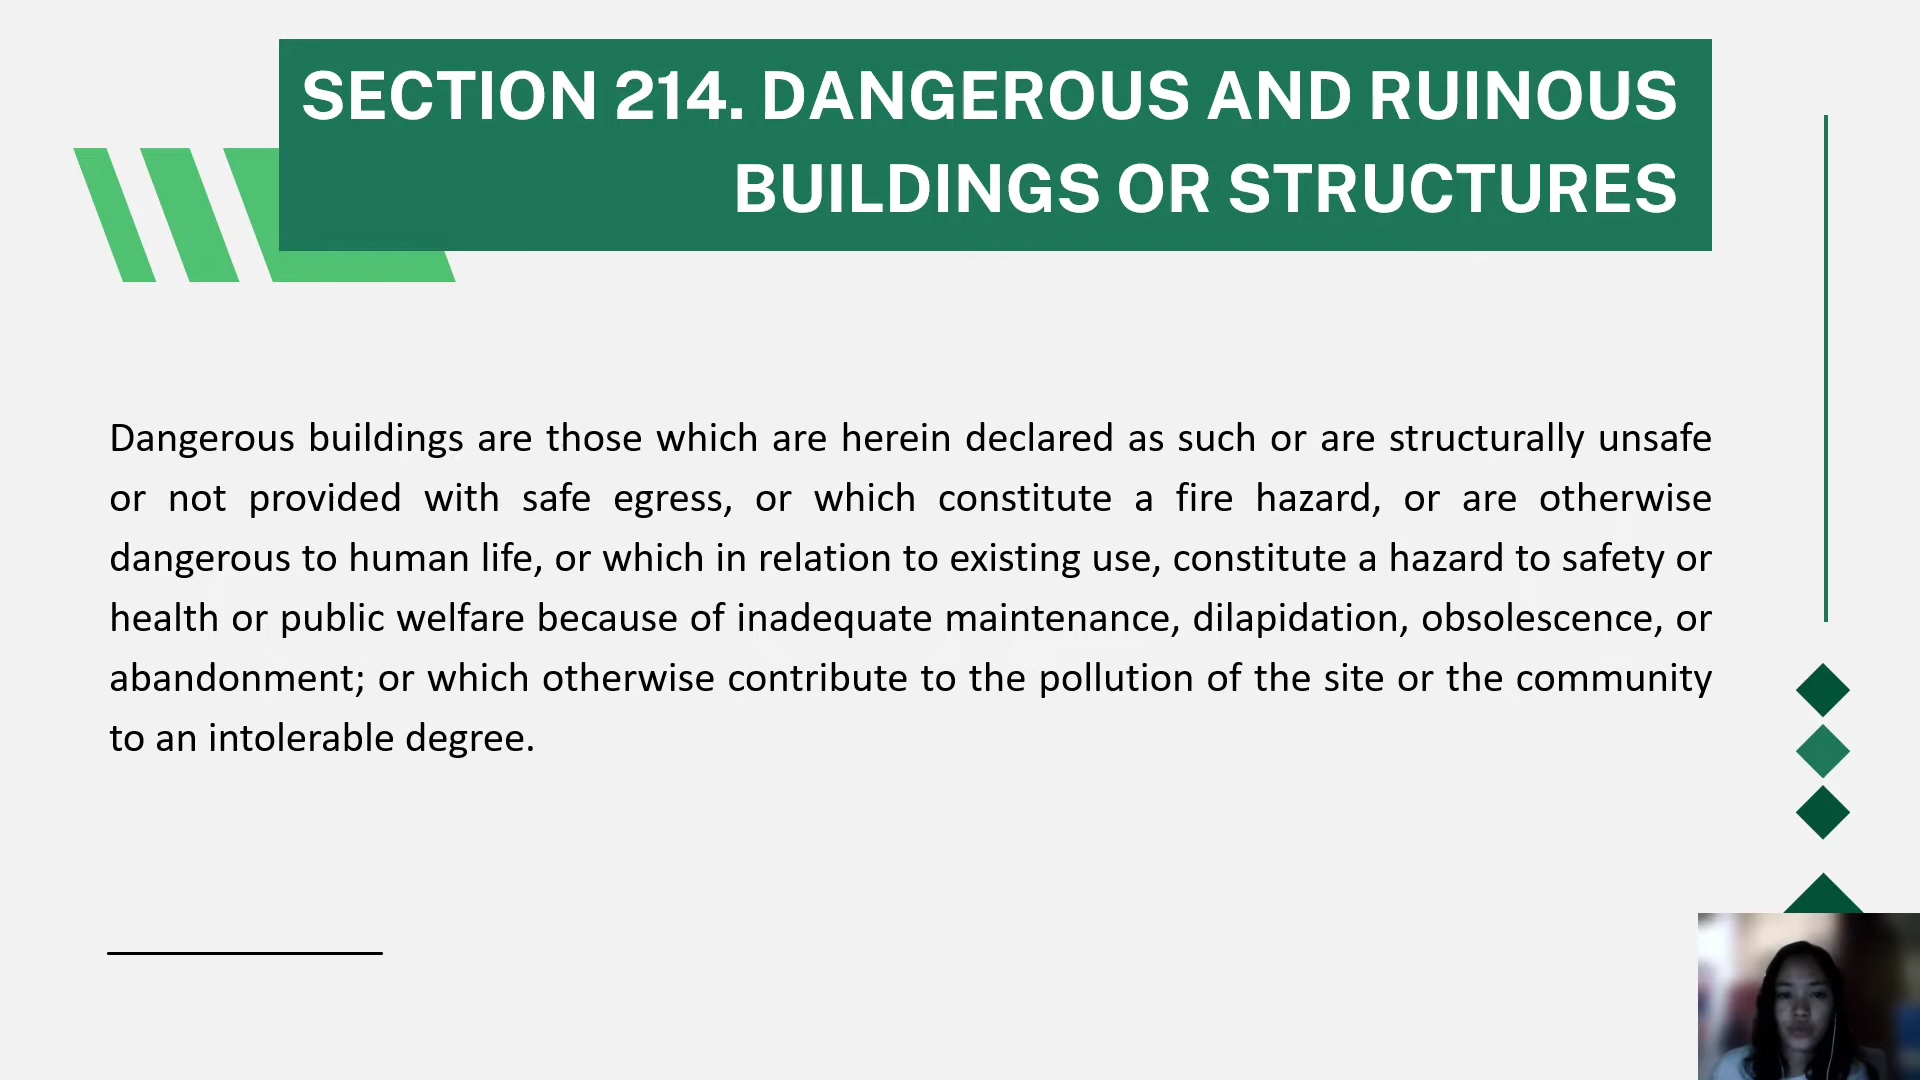 SECTION 214. DANGEROUS AND RUINOUS
BUILDINGS OR STRUCTURES
Dangerous buildings are those which are herein declared as such or are structurally unsafe
or not provided with safe egress, or which constitute a fire hazard, or are otherwise
dangerous to human life, or which in relation to existing use, constitute a hazard to safety or
health or public welfare because of inadequate maintenance, dilapidation, obsolescence, or
abandonment; or which otherwise contribute to the pollution of the site or the community
to an intolerable degree.